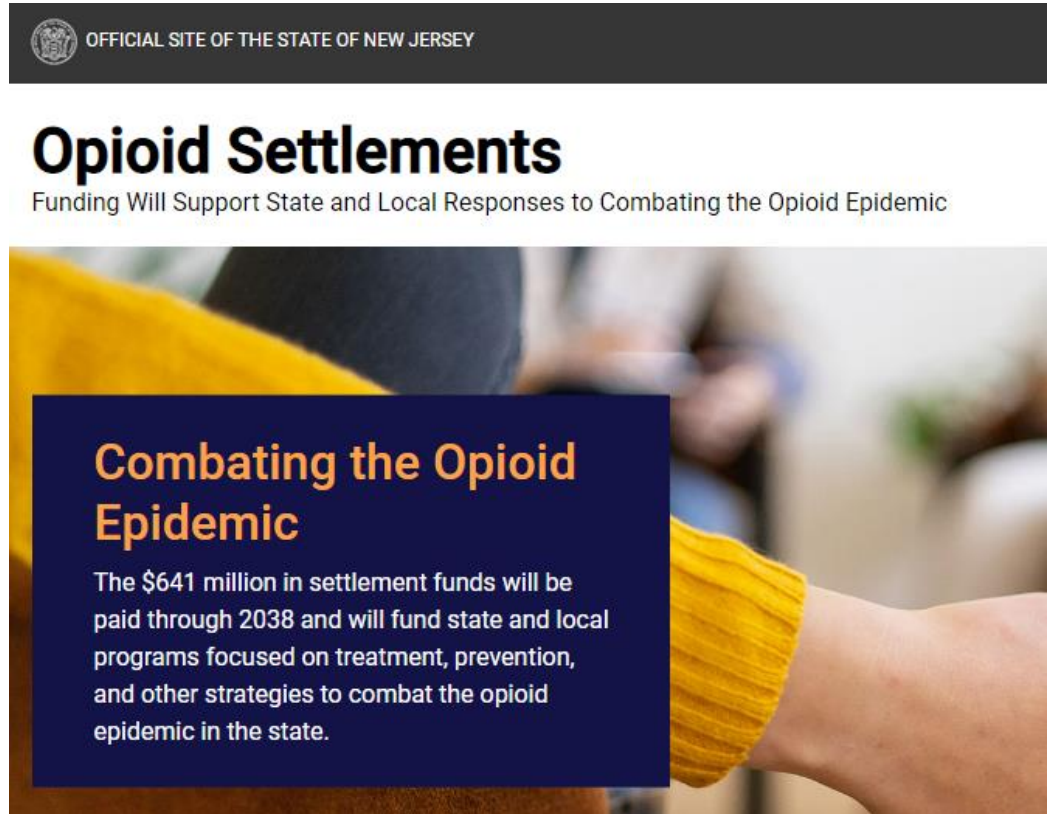 OFFICIAL SITE OF THE STATE OF NEW JERSEY
Opioid Settlements
Funding Will Support State and Local Responses to Combating the Opioid Epidemic
Combating the Opioid
Epidemic
The $641 million in settlement funds will be
paid through 2038 and will fund state and local
programs focused on treatment, prevention,
and other strategies to combat the opioid
epidemic in the state.